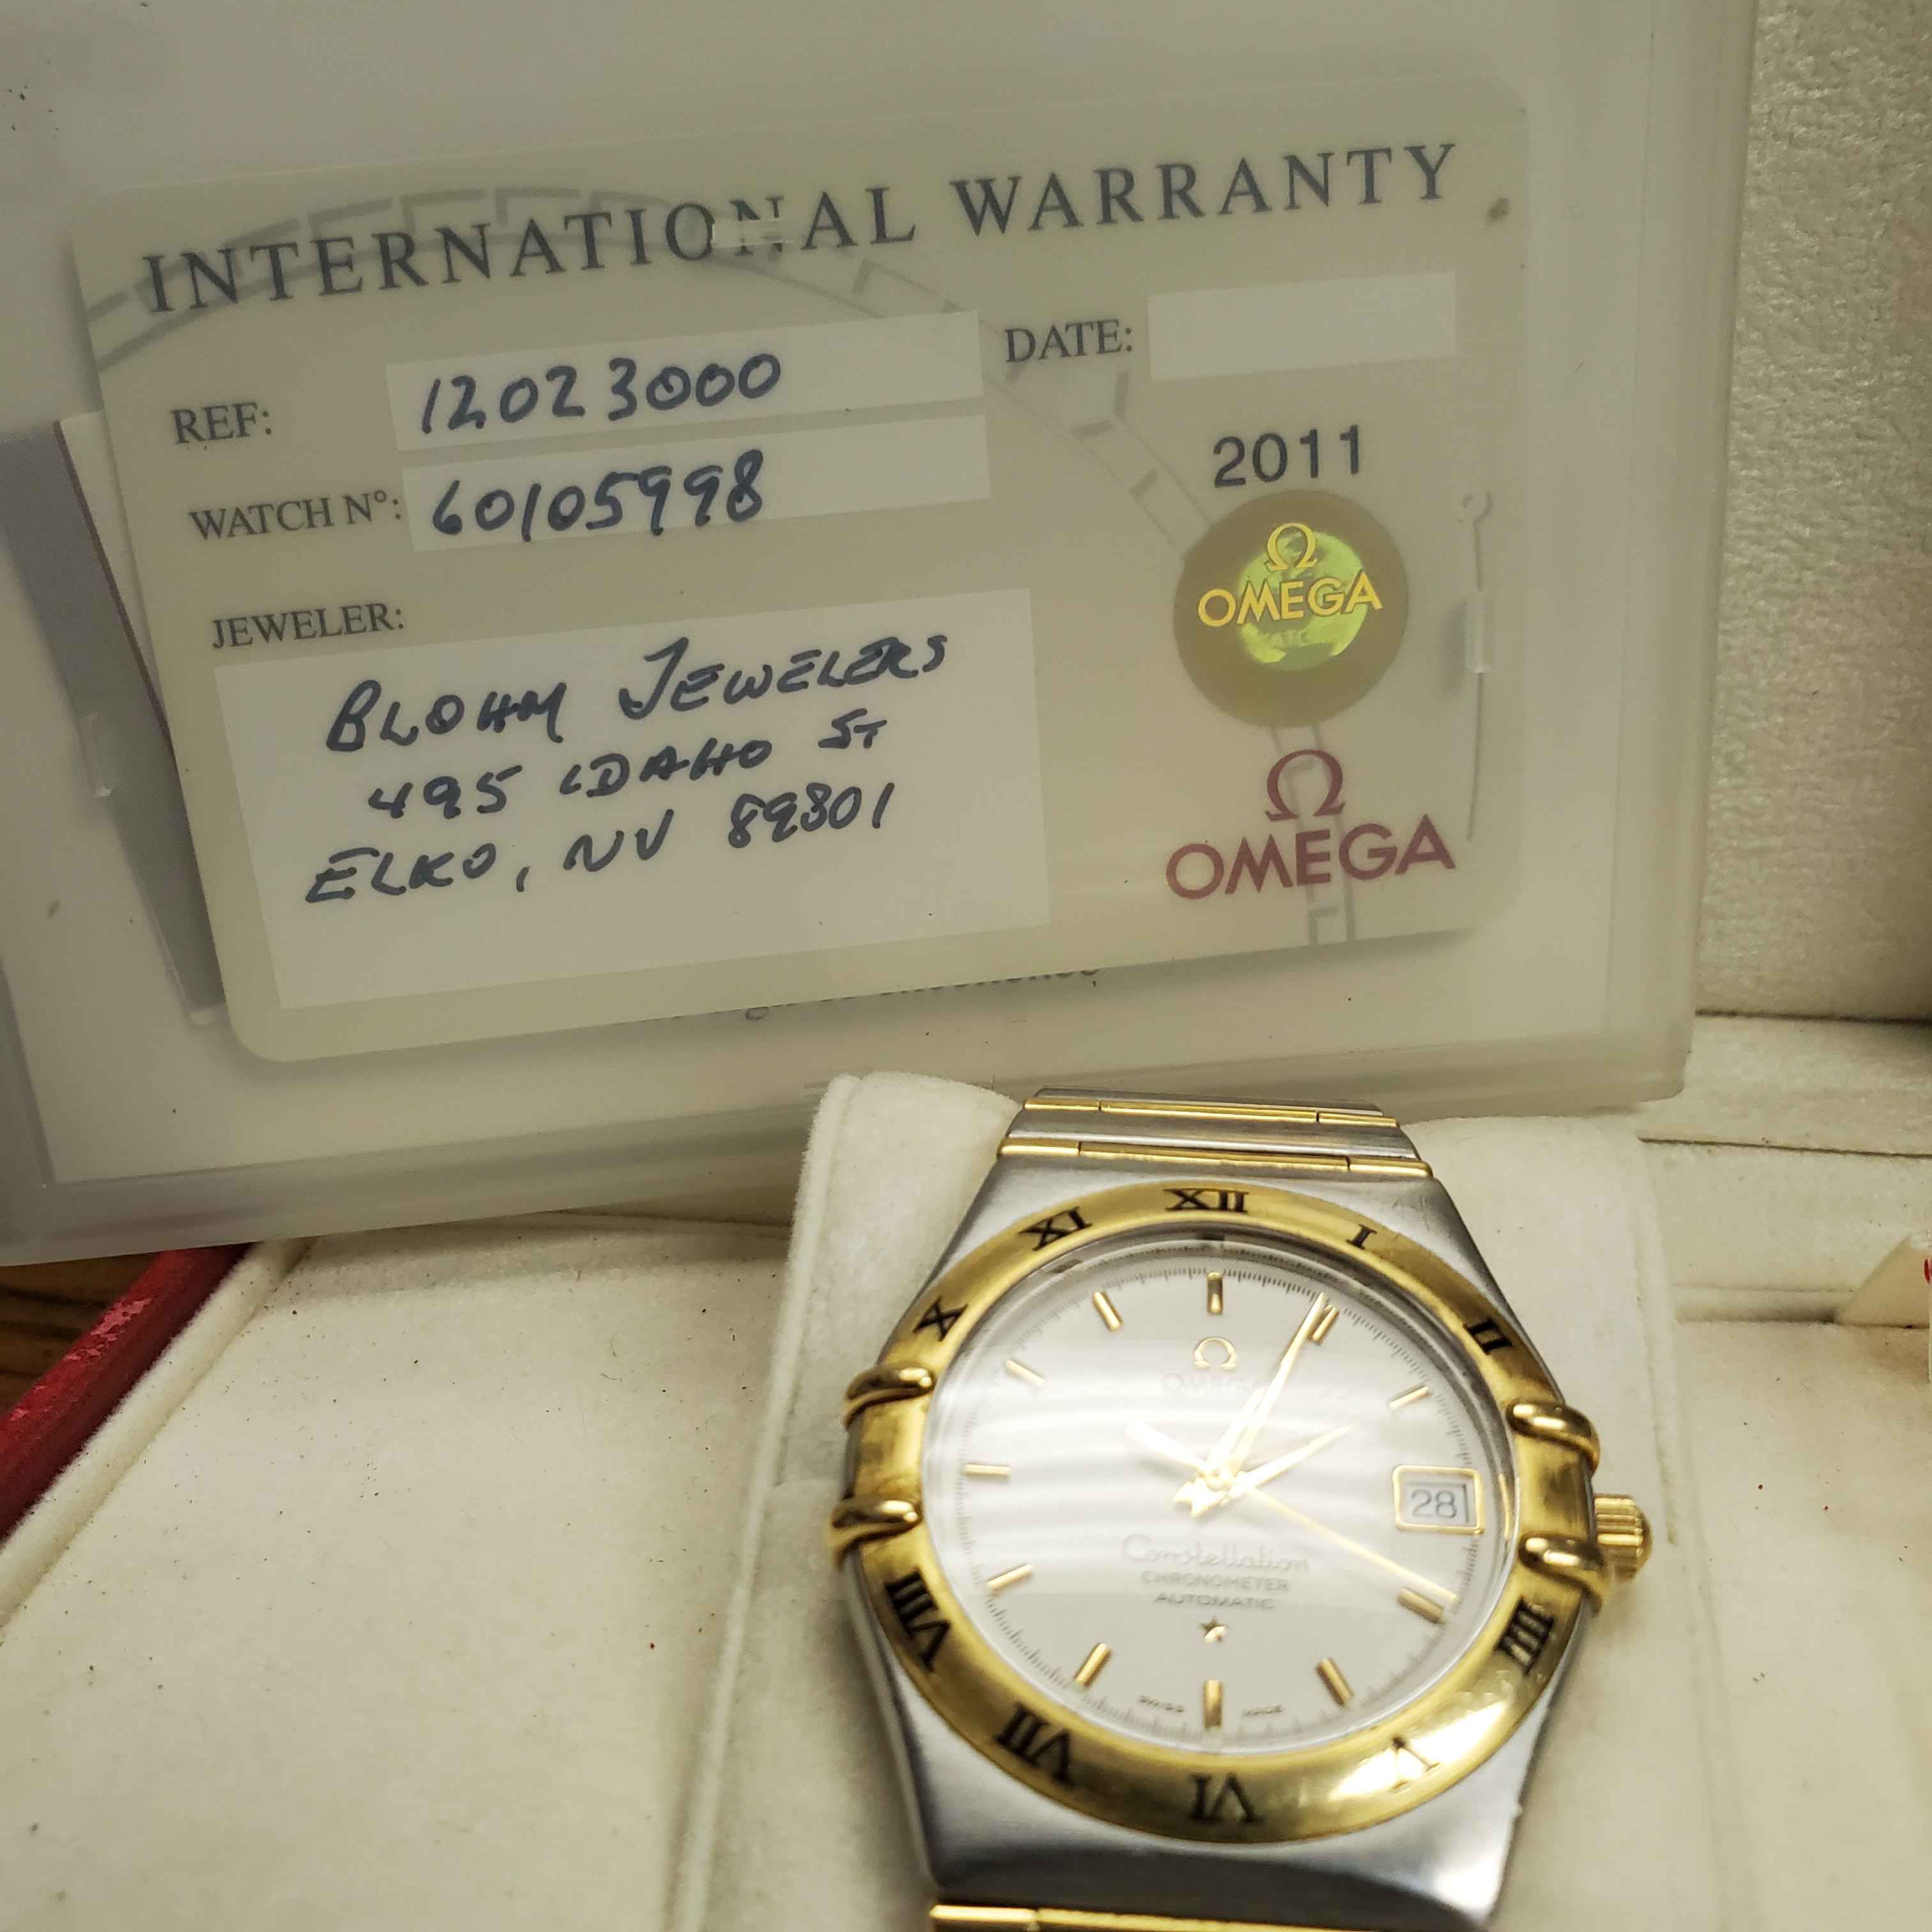 INTERNATIONAL WARRANTY
REF: 12023000 DATE:
WATCH N°: 60105998
2011
Ω
OMEGA
JEWELER:
BLOHM JEWELERS
495 IDAHO ST
ELKO, NV 89801
Ω
OMEGA
XII
I
II
IIII
V
VI
VII
VIII
X
XI
Ω
OMEGA
28
Constellation
CHRONOMETER
AUTOMATIC
SWISS MADE